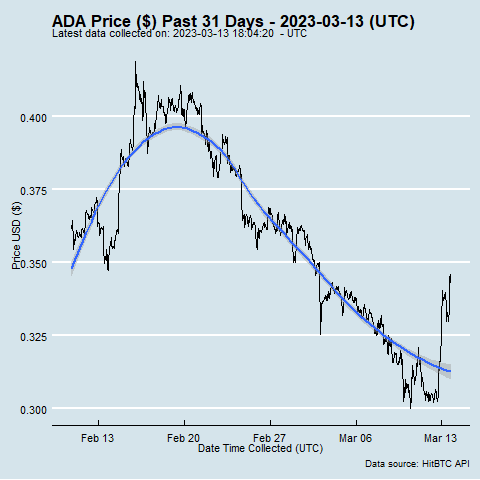 ADA Price ($) Past 31 Days - 2023-03-13 (UTC)
Latest data collected on: 2023-03-13 18:04:20 - UTC
0.400
0.375
0.350
0.325
0.300
Price USD ($)
Feb 13 Feb 20 Feb 27 Mar 06 Mar 13
Date Time Collected (UTC)
Data source: HitBTC API